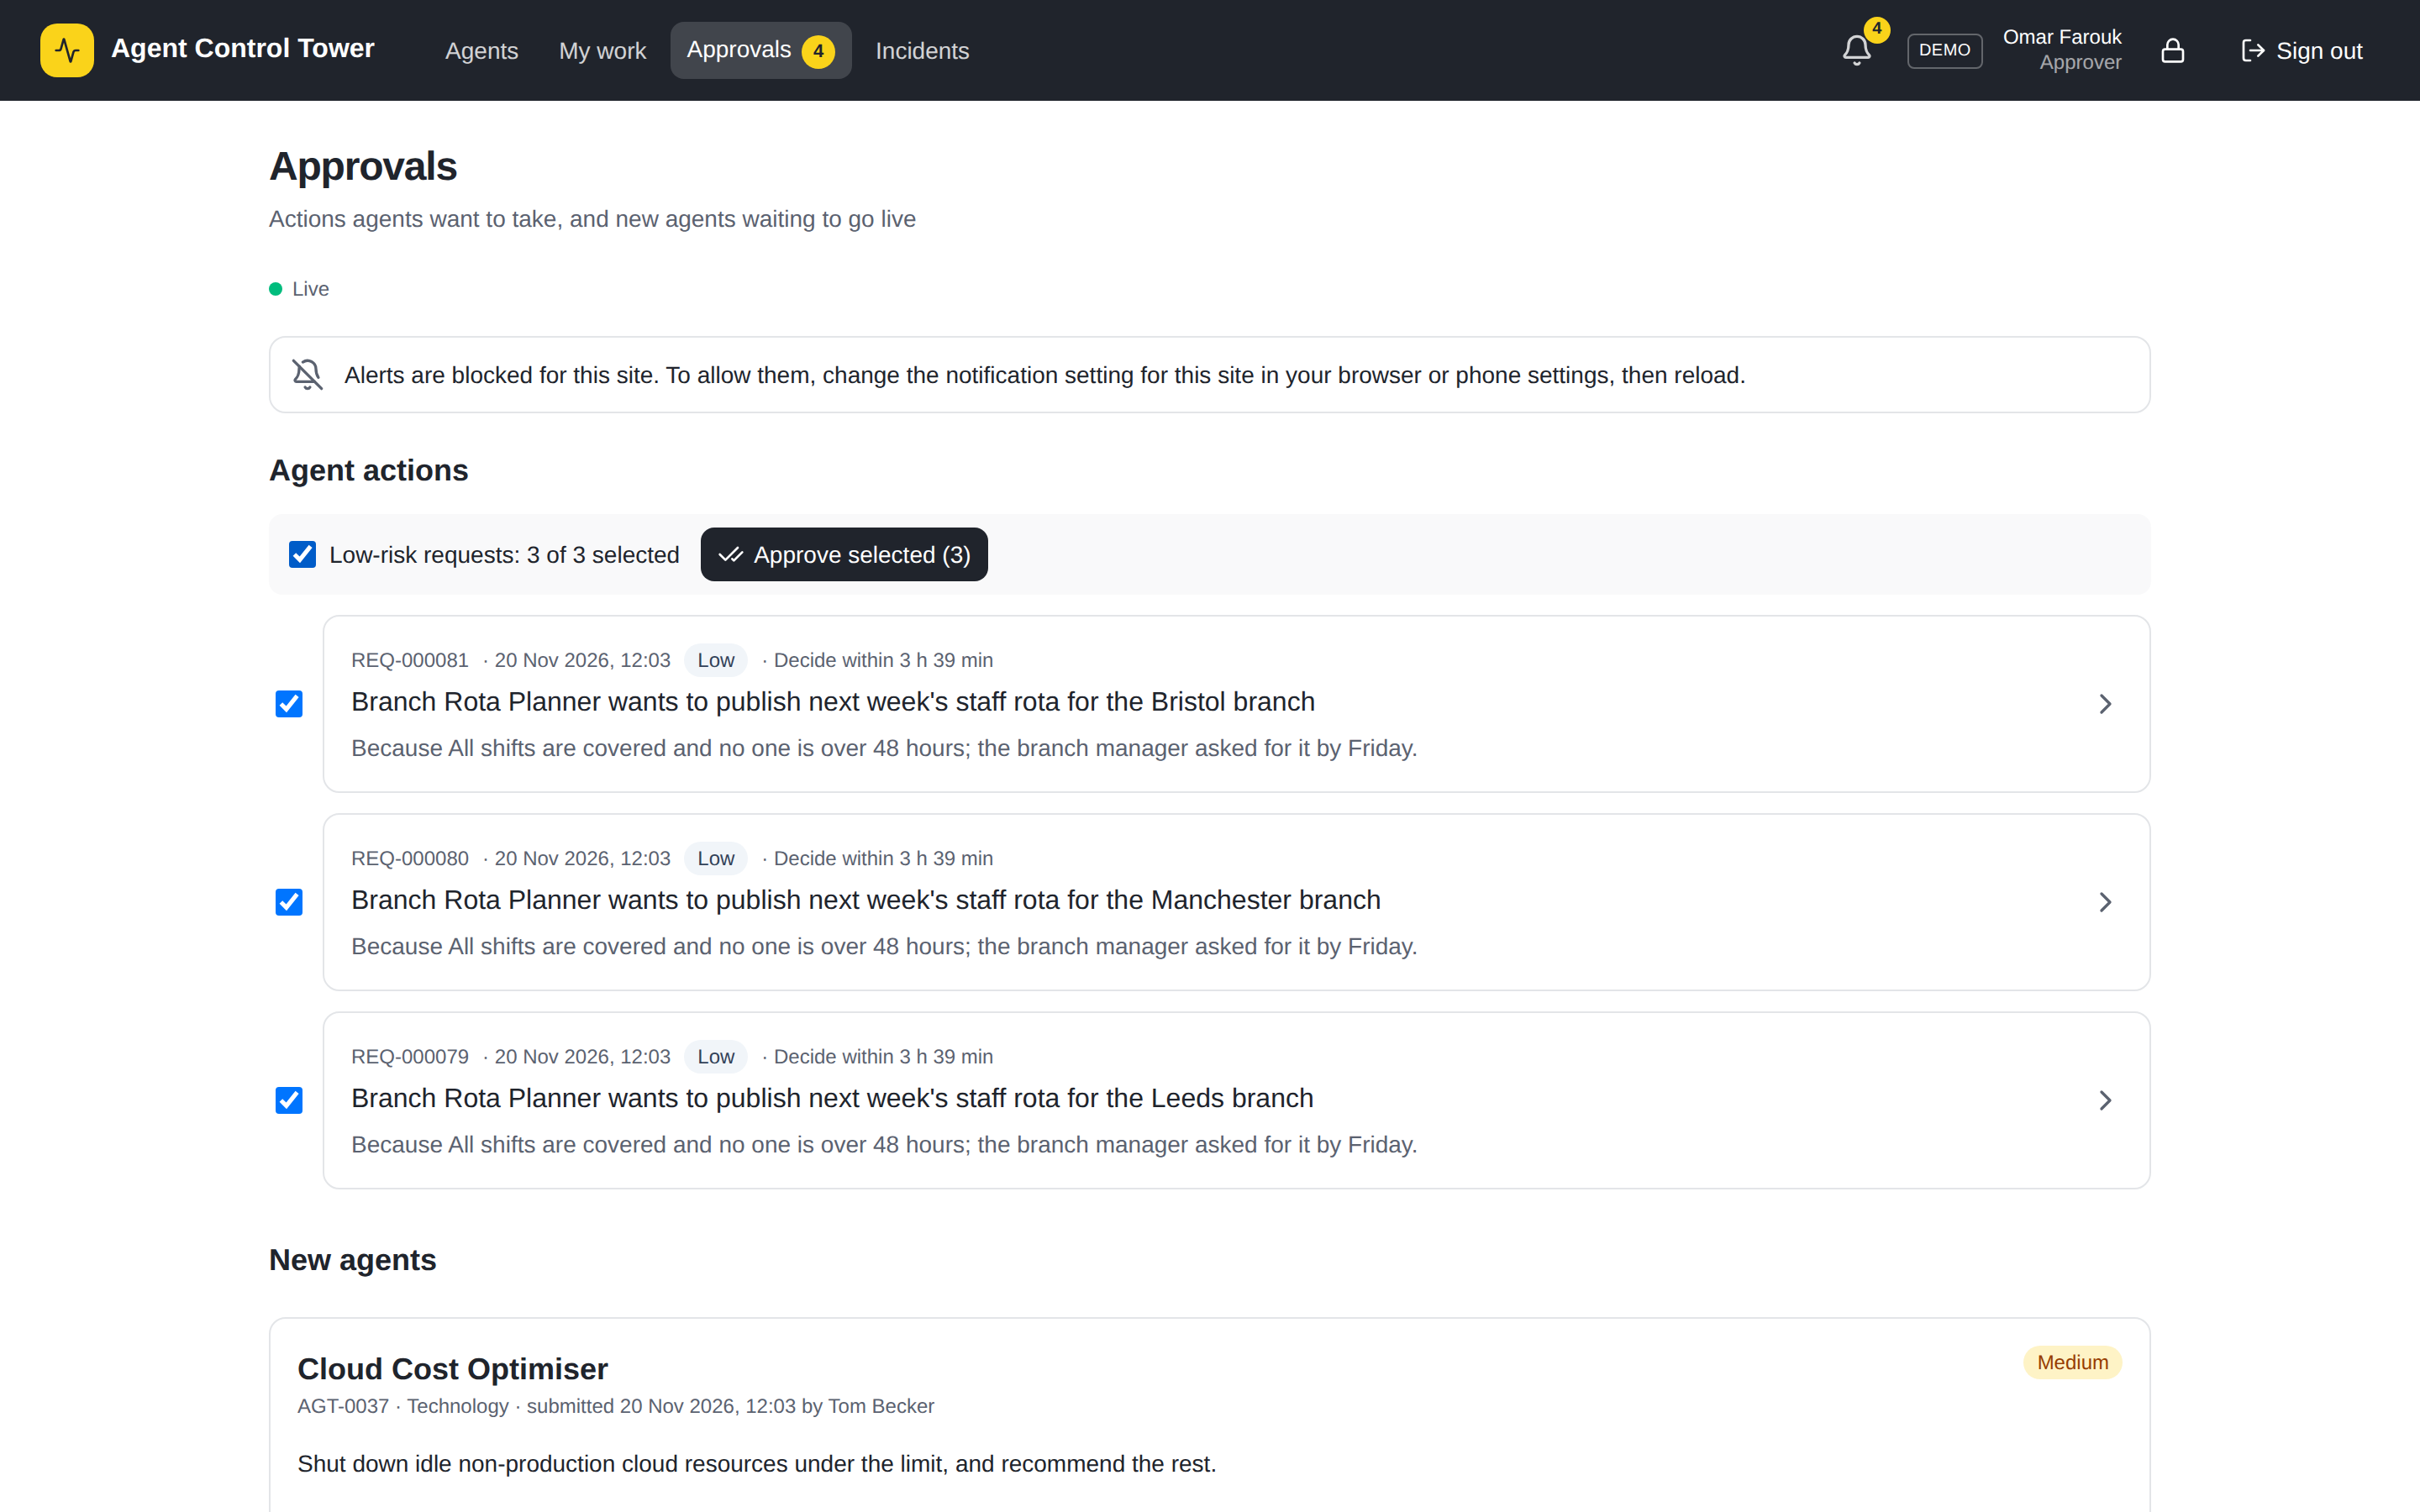 Agent Control Tower
Agents
My work
Approvals 4
Incidents
4
DEMO
Omar Farouk
Approver
Sign out
Approvals
Actions agents want to take, and new agents waiting to go live
Live
Alerts are blocked for this site. To allow them, change the notification setting for this site in your browser or phone settings, then reload.
Agent actions
Low-risk requests: 3 of 3 selected
Approve selected (3)
REQ-000081 · 20 Nov 2026, 12:03 Low · Decide within 3 h 39 min
Branch Rota Planner wants to publish next week's staff rota for the Bristol branch
Because All shifts are covered and no one is over 48 hours; the branch manager asked for it by Friday.
REQ-000080 · 20 Nov 2026, 12:03 Low · Decide within 3 h 39 min
Branch Rota Planner wants to publish next week's staff rota for the Manchester branch
Because All shifts are covered and no one is over 48 hours; the branch manager asked for it by Friday.
REQ-000079 · 20 Nov 2026, 12:03 Low · Decide within 3 h 39 min
Branch Rota Planner wants to publish next week's staff rota for the Leeds branch
Because All shifts are covered and no one is over 48 hours; the branch manager asked for it by Friday.
New agents
Cloud Cost Optimiser
Medium
AGT-0037 · Technology · submitted 20 Nov 2026, 12:03 by Tom Becker
Shut down idle non-production cloud resources under the limit, and recommend the rest.